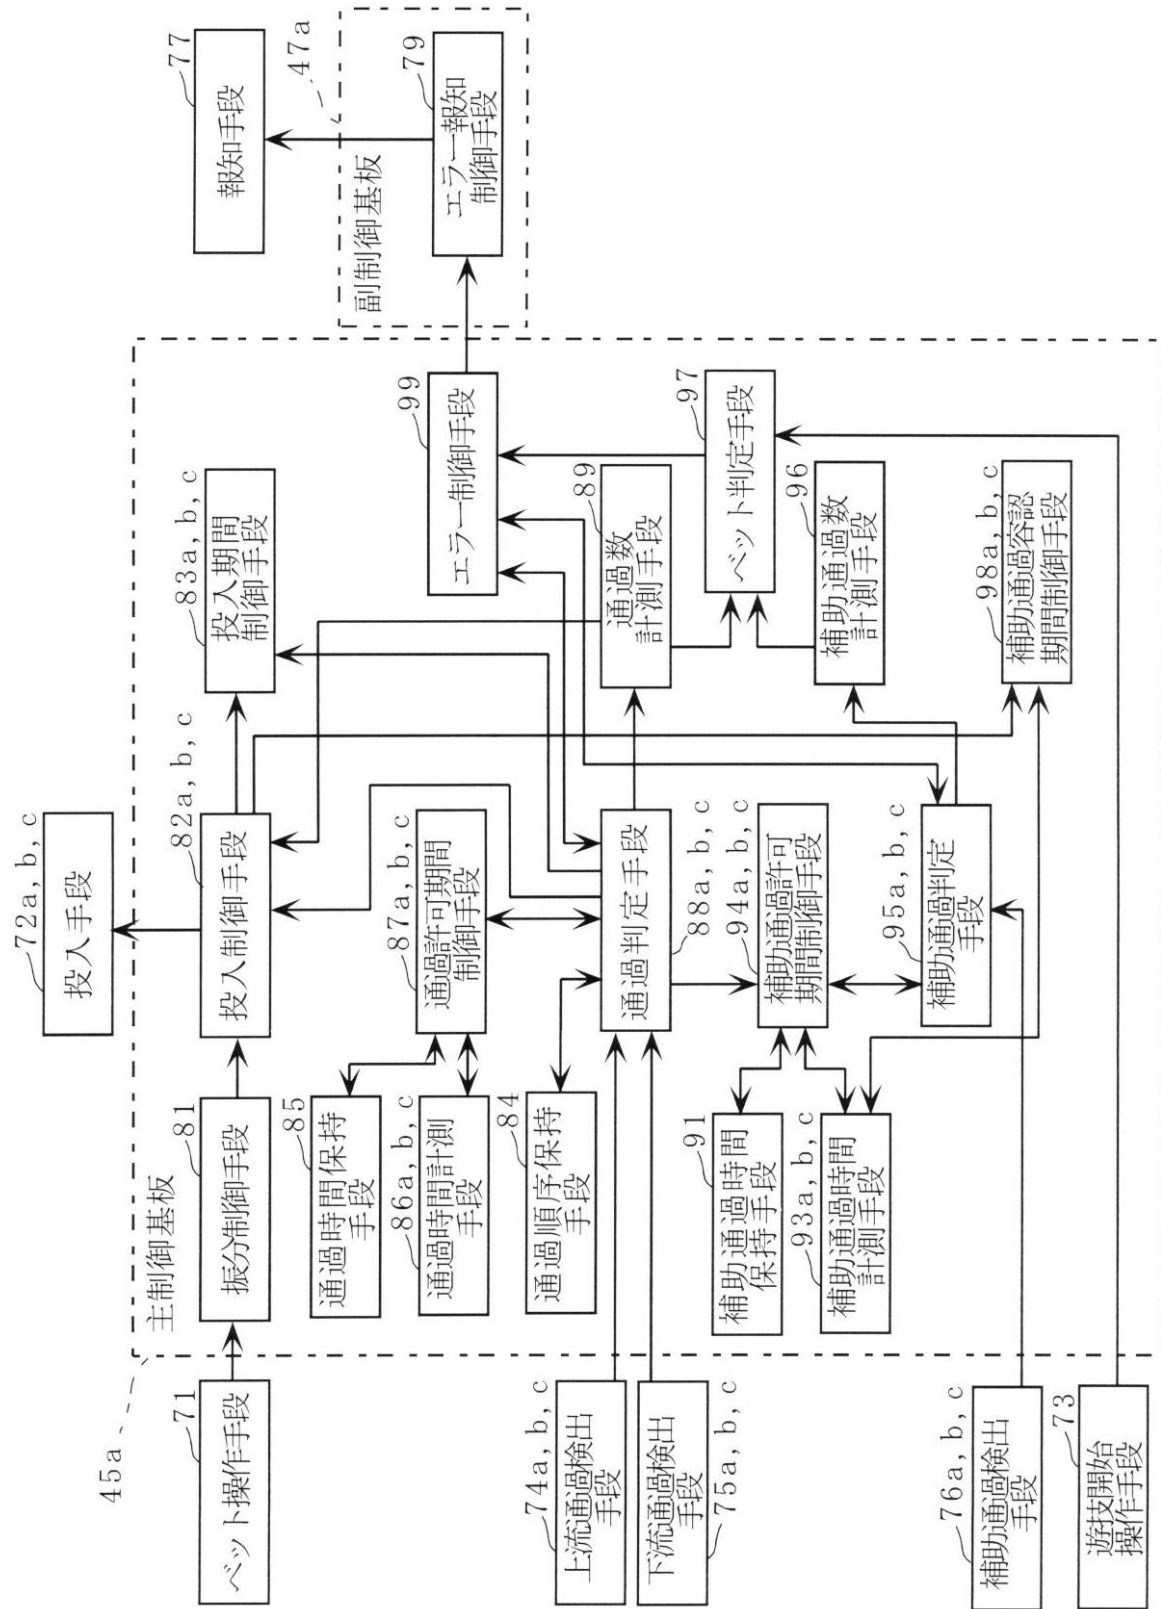 45a
主制御基板
71
ベット操作手段
81
振分制御手段
82a, b, c
投入制御手段
72a, b, c
投入手段
83a, b, c
投入期間
制御手段
77
報知手段
47a
副制御基板
79
エラー報知
制御手段
99
エラー制御手段
85
通過時間保持
手段
86a, b, c
通過時間計測
手段
87a, b, c
通過許可期間
制御手段
84
通過順序保持
手段
74a, b, c
上流通過検出
手段
75a, b, c
下流通過検出
手段
88a, b, c
通過判定手段
89
通過数
計測手段
97
ベット判定手段
91
補助通過時間
保持手段
93a, b, c
補助通過時間
計測手段
94a, b, c
補助通過許可
期間制御手段
96
補助通過数
計測手段
95a, b, c
補助通過判定
手段
98a, b, c
補助通過容認
期間制御手段
76a, b, c
補助通過検出
手段
73
遊技開始
操作手段